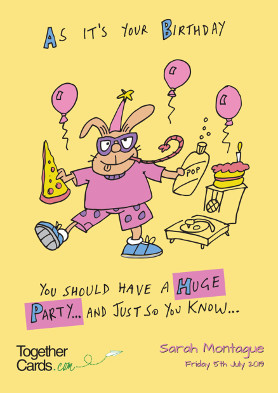 As it's your Birthday
POP
You should have a Huge
Party... and just so you know...
Together
Cards.com
Sarah Montague
Friday 5th July 2019